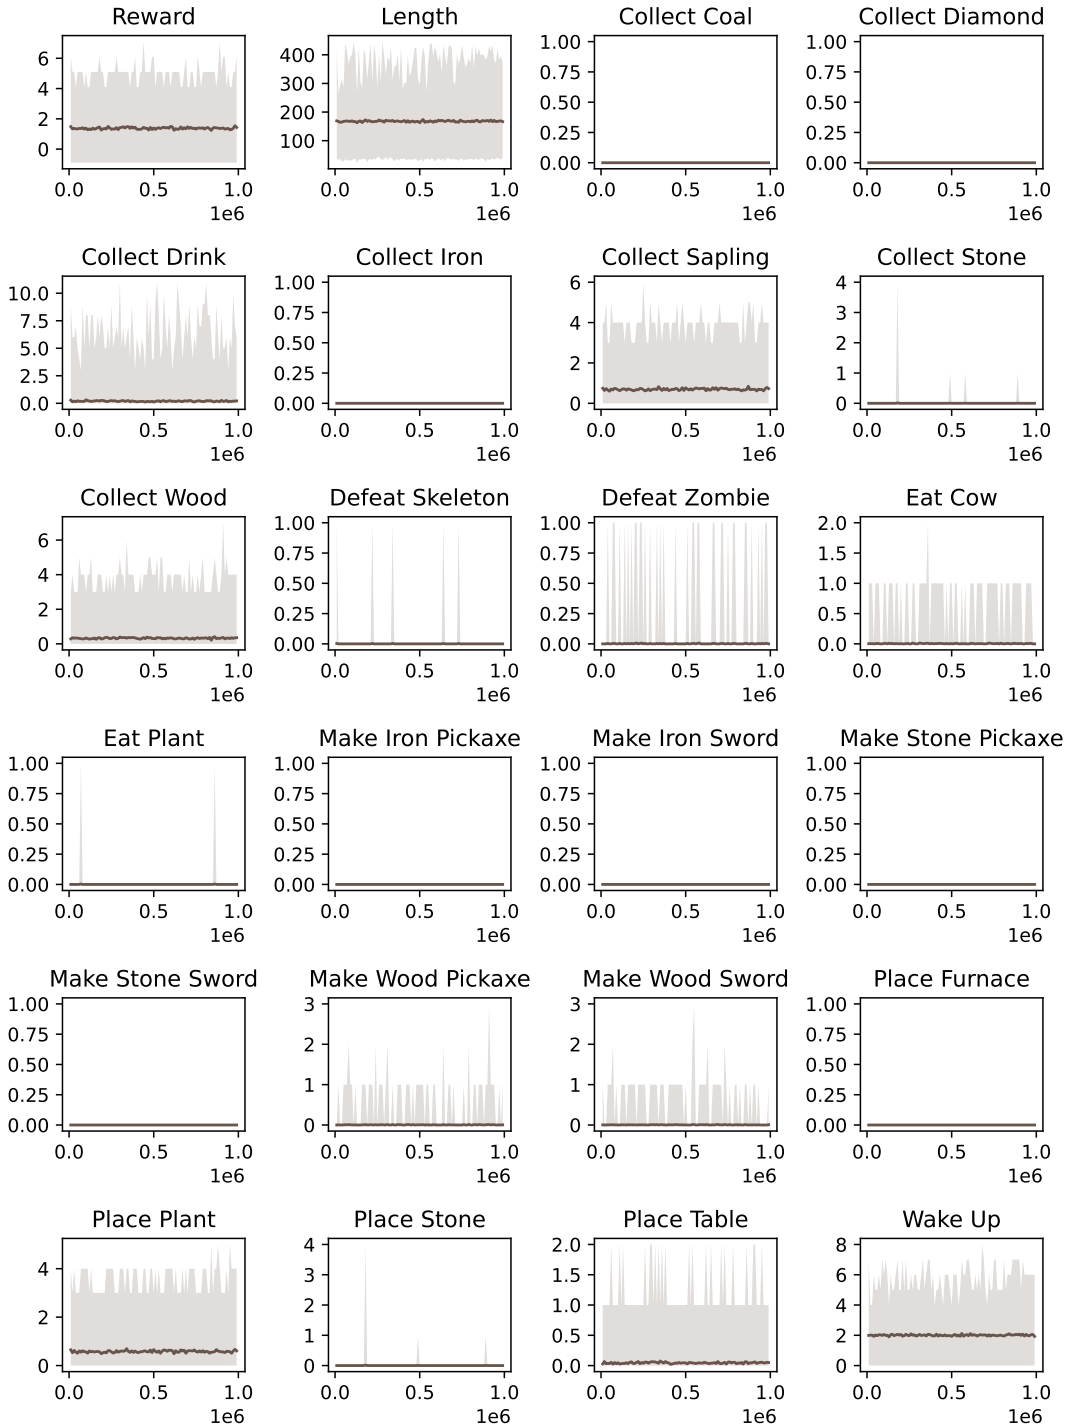 Reward Length Collect Coal Collect Diamond
6 4 2 0 0.0 0.5 1.0 1e6
400 300 200 100 0.0 0.5 1.0 1e6
1.00 0.75 0.50 0.25 0.00 0.0 0.5 1.0 1e6
1.00 0.75 0.50 0.25 0.00 0.0 0.5 1.0 1e6
Collect Drink Collect Iron Collect Sapling Collect Stone
10.0 7.5 5.0 2.5 0.0 0.0 0.5 1.0 1e6
1.00 0.75 0.50 0.25 0.00 0.0 0.5 1.0 1e6
6 4 2 0 0.0 0.5 1.0 1e6
4 3 2 1 0 0.0 0.5 1.0 1e6
Collect Wood Defeat Skeleton Defeat Zombie Eat Cow
6 4 2 0 0.0 0.5 1.0 1e6
1.00 0.75 0.50 0.25 0.00 0.0 0.5 1.0 1e6
1.00 0.75 0.50 0.25 0.00 0.0 0.5 1.0 1e6
2.0 1.5 1.0 0.5 0.0 0.0 0.5 1.0 1e6
Eat Plant Make Iron Pickaxe Make Iron Sword Make Stone Pickaxe
1.00 0.75 0.50 0.25 0.00 0.0 0.5 1.0 1e6
1.00 0.75 0.50 0.25 0.00 0.0 0.5 1.0 1e6
1.00 0.75 0.50 0.25 0.00 0.0 0.5 1.0 1e6
1.00 0.75 0.50 0.25 0.00 0.0 0.5 1.0 1e6
Make Stone Sword Make Wood Pickaxe Make Wood Sword Place Furnace
1.00 0.75 0.50 0.25 0.00 0.0 0.5 1.0 1e6
3 2 1 0 0.0 0.5 1.0 1e6
3 2 1 0 0.0 0.5 1.0 1e6
1.00 0.75 0.50 0.25 0.00 0.0 0.5 1.0 1e6
Place Plant Place Stone Place Table Wake Up
4 2 0 0.0 0.5 1.0 1e6
4 3 2 1 0 0.0 0.5 1.0 1e6
2.0 1.5 1.0 0.5 0.0 0.0 0.5 1.0 1e6
8 6 4 2 0 0.0 0.5 1.0 1e6